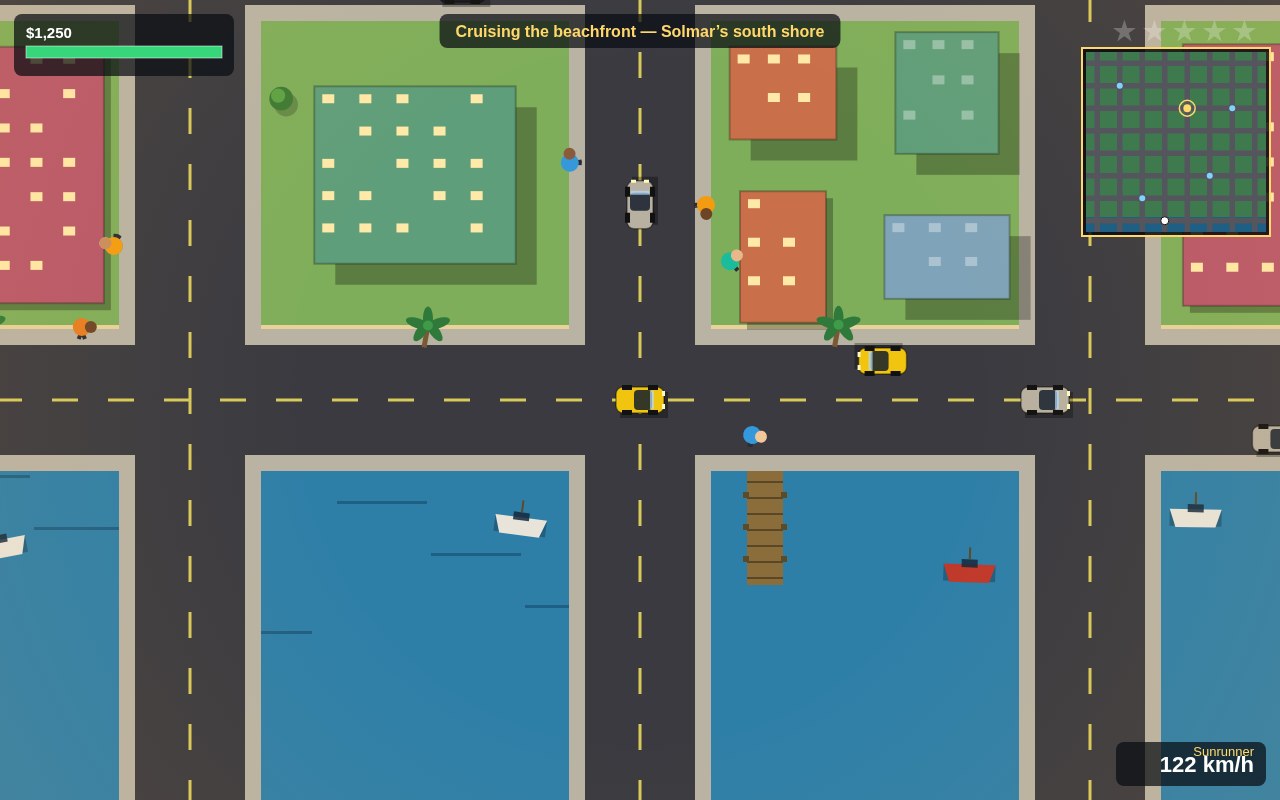 $1,250
Cruising the beachfront — Solmar’s south shore
Sunrunner
122 km/h